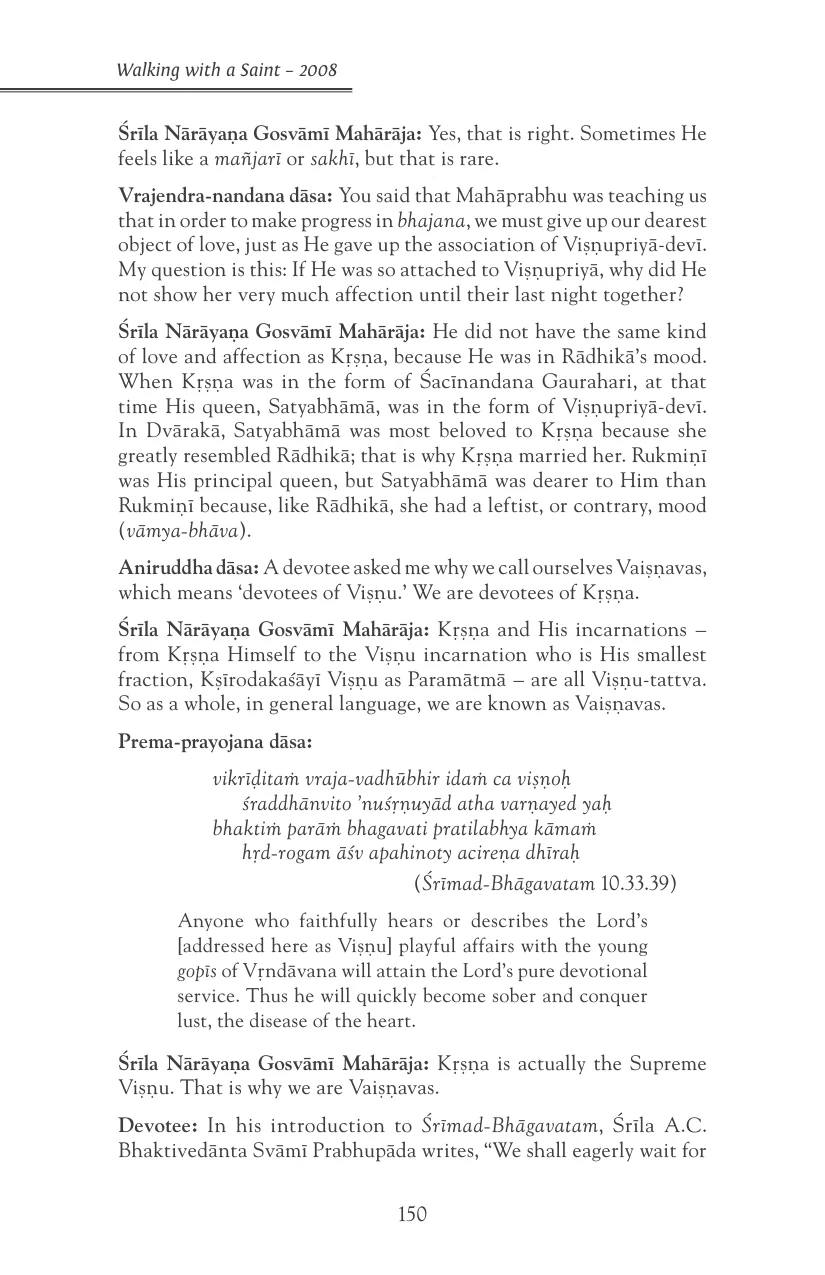 Walking with a Saint – 2008
Śrīla Nārāyaṇa Gosvāmī Mahārāja: Yes, that is right. Sometimes He
feels like a mañjarī or sakhī, but that is rare.
Vrajendra-nandana dāsa: You said that Mahāprabhu was teaching us
that in order to make progress in bhajana, we must give up our dearest
object of love, just as He gave up the association of Viṣṇupriyā-devī.
My question is this: If He was so attached to Viṣṇupriyā, why did He
not show her very much affection until their last night together?
Śrīla Nārāyaṇa Gosvāmī Mahārāja: He did not have the same kind
of love and affection as Kṛṣṇa, because He was in Rādhikā’s mood.
When Kṛṣṇa was in the form of Śacīnandana Gaurahari, at that
time His queen, Satyabhāmā, was in the form of Viṣṇupriyā-devī.
In Dvārakā, Satyabhāmā was most beloved to Kṛṣṇa because she
greatly resembled Rādhikā; that is why Kṛṣṇa married her. Rukmiṇī
was His principal queen, but Satyabhāmā was dearer to Him than
Rukmiṇī because, like Rādhikā, she had a leftist, or contrary, mood
(vāmya-bhāva).
Aniruddha dāsa: A devotee asked me why we call ourselves Vaiṣṇavas,
which means ‘devotees of Viṣṇu.’ We are devotees of Kṛṣṇa.
Śrīla Nārāyaṇa Gosvāmī Mahārāja: Kṛṣṇa and His incarnations –
from Kṛṣṇa Himself to the Viṣṇu incarnation who is His smallest
fraction, Kṣīrodakaśāyī Viṣṇu as Paramātmā – are all Viṣṇu-tattva.
So as a whole, in general language, we are known as Vaiṣṇavas.
Prema-prayojana dāsa:
vikrīḍitaṁ vraja-vadhūbhir idaṁ ca viṣṇoḥ
śraddhānvito ’nuśṛṇuyād atha varṇayed yaḥ
bhaktiṁ parāṁ bhagavati pratilabhya kāmaṁ
hṛd-rogam āśv apahinoty acireṇa dhīraḥ
(Śrīmad-Bhāgavatam 10.33.39)
Anyone who faithfully hears or describes the Lord’s
[addressed here as Viṣṇu] playful affairs with the young
gopīs of Vṛndāvana will attain the Lord’s pure devotional
service. Thus he will quickly become sober and conquer
lust, the disease of the heart.
Śrīla Nārāyaṇa Gosvāmī Mahārāja: Kṛṣṇa is actually the Supreme
Viṣṇu. That is why we are Vaiṣṇavas.
Devotee: In his introduction to Śrīmad-Bhāgavatam, Śrīla A.C.
Bhaktivedānta Svāmī Prabhupāda writes, “We shall eagerly wait for
150